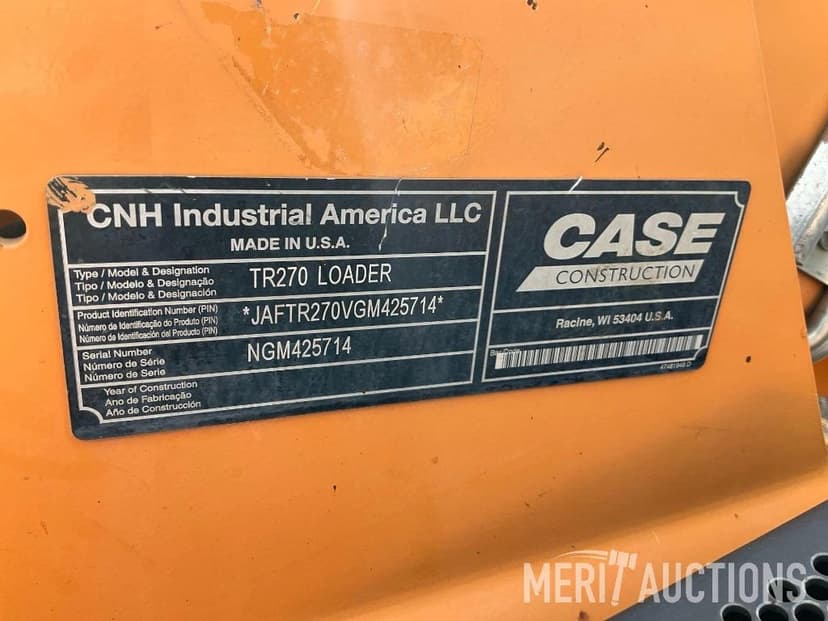 CNH Industrial America LLC
MADE IN U.S.A.
Type / Model & Designation
Tipo / Modelo & Designação
Tipo / Modelo & Designación
TR270 LOADER
Product Identification Number (PIN)
Número de Identificação do Produto (PIN)
Número de Identificación del Producto (PIN)
*JAFTR270VGM425714*
Serial Number
Número de Série
Número de Serie
NGM425714
Year of Construction
Ano de Fabricação
Año de Construcción
CASE
CONSTRUCTION
Racine, WI 53404 U.S.A.
Bar Code
47481948 D
MERIT AUCTIONS